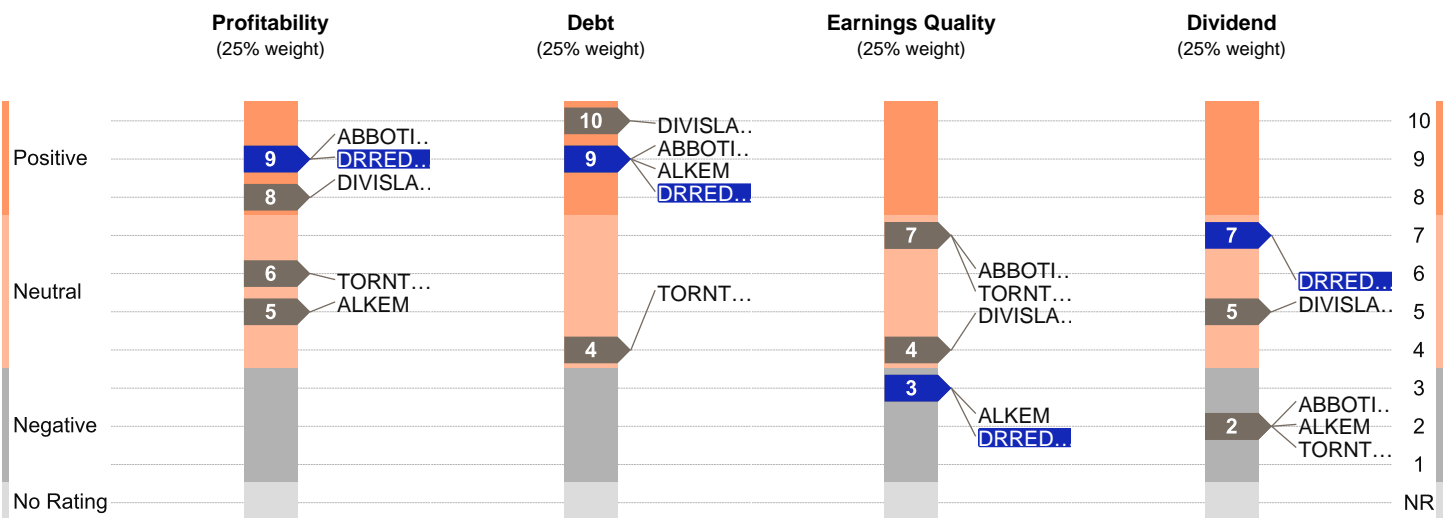 Profitability
(25% weight)
Debt
(25% weight)
Earnings Quality
(25% weight)
Dividend
(25% weight)
Positive
Neutral
Negative
No Rating
9
8
6
5
ABBOTI..
DRRED...
DIVISLA..
TORNT...
ALKEM
10
9
4
DIVISLA..
ABBOTI..
ALKEM
DRRED...
TORNT...
7
4
3
ABBOTI..
TORNT...
DIVISLA..
ALKEM
DRRED...
7
5
2
DRRED...
DIVISLA..
ABBOTI..
ALKEM
TORNT...
10
9
8
7
6
5
4
3
2
1
NR